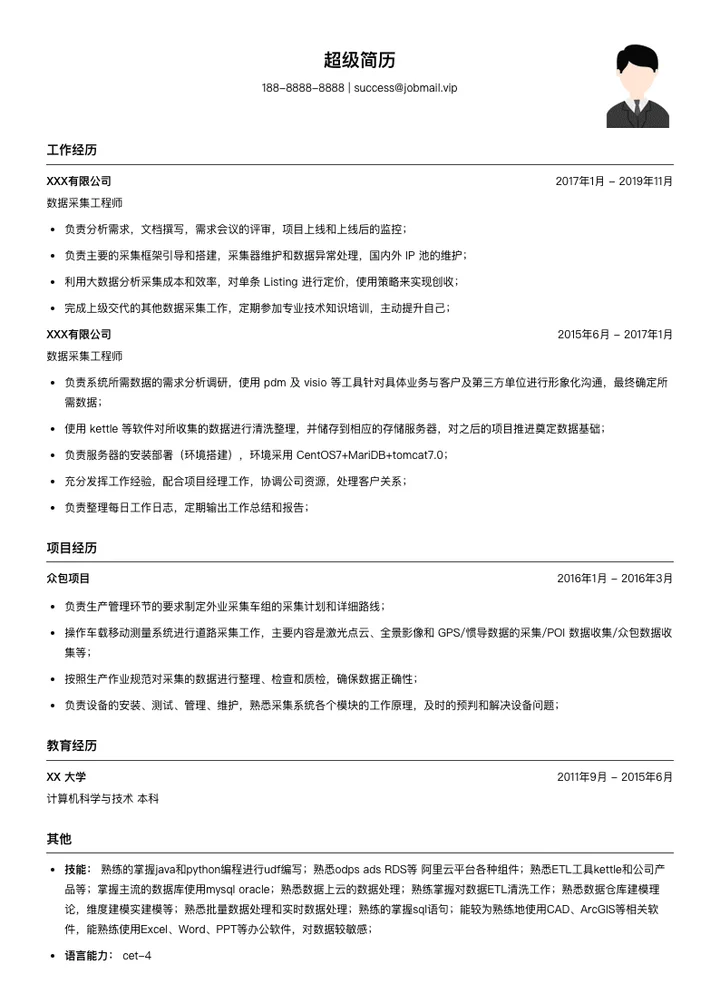 超级简历
188-8888-8888 | success@jobmail.vip
工作经历
XXX有限公司 2017年1月 – 2019年11月
数据采集工程师
• 负责分析需求，文档撰写，需求会议的评审，项目上线和上线后的监控；
• 负责主要的采集框架引导和搭建，采集器维护和数据异常处理，国内外 IP 池的维护；
• 利用大数据分析采集成本和效率，对单条 Listing 进行定价，使用策略来实现创收；
• 完成上级交代的其他数据采集工作，定期参加专业技术知识培训，主动提升自己；
XXX有限公司 2015年6月 – 2017年1月
数据采集工程师
• 负责系统所需数据的需求分析调研，使用 pdm 及 visio 等工具针对具体业务与客户及第三方单位进行形象化沟通，最终确定所
需数据；
• 使用 kettle 等软件对所收集的数据进行清洗整理，并储存到相应的存储服务器，对之后的项目推进奠定数据基础；
• 负责服务器的安装部署（环境搭建），环境采用 CentOS7+MariDB+tomcat7.0；
• 充分发挥工作经验，配合项目经理工作，协调公司资源，处理客户关系；
• 负责整理每日工作日志，定期输出工作总结和报告；
项目经历
众包项目 2016年1月 – 2016年3月
• 负责生产管理环节的要求制定外业采集车组的采集计划和详细路线；
• 操作车载移动测量系统进行道路采集工作，主要内容是激光点云、全景影像和 GPS/惯导数据的采集/POI 数据收集/众包数据收
集等；
• 按照生产作业规范对采集的数据进行整理、检查和质检，确保数据正确性；
• 负责设备的安装、测试、管理、维护，熟悉采集系统各个模块的工作原理，及时的预判和解决设备问题；
教育经历
XX 大学 2011年9月 – 2015年6月
计算机科学与技术 本科
其他
• 技能： 熟练的掌握java和python编程进行udf编写；熟悉odps ads RDS等 阿里云平台各种组件；熟悉ETL工具kettle和公司产
品等；掌握主流的数据库使用mysql oracle；熟悉数据上云的数据处理；熟练掌握对数据ETL清洗工作；熟悉数据仓库建模理
论，维度建模实建模等；熟悉批量数据处理和实时数据处理；熟练的掌握sql语句；能较为熟练地使用CAD、ArcGIS等相关软
件，能熟练使用Excel、Word、PPT等办公软件，对数据较敏感；
• 语言能力： cet-4